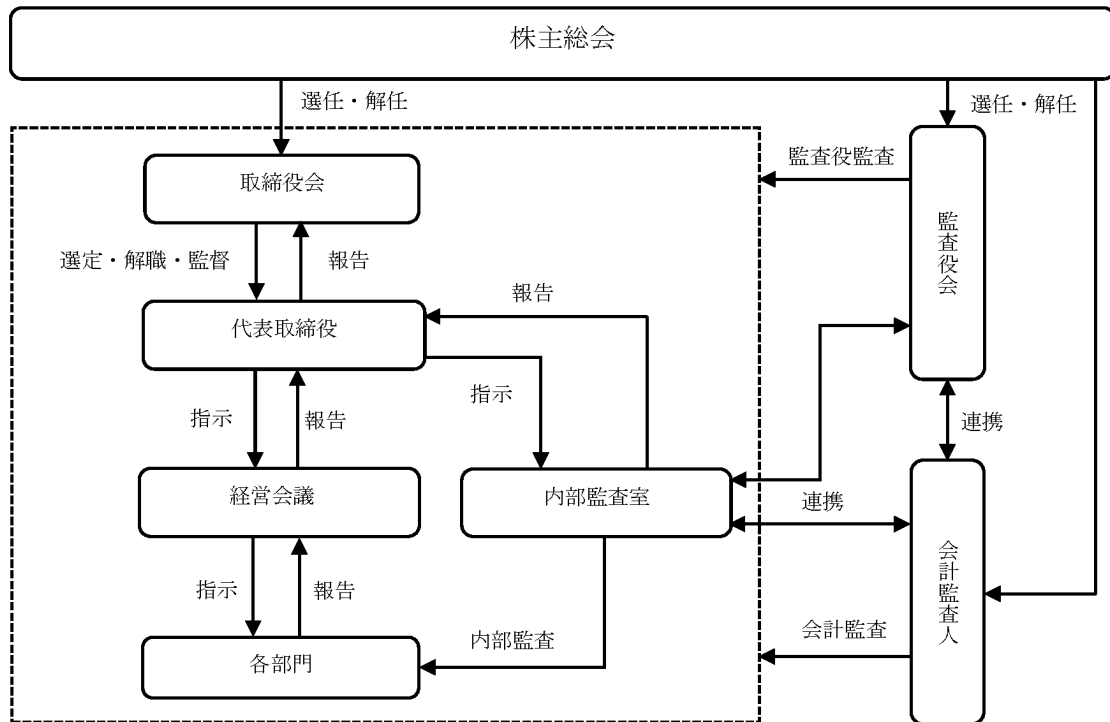 株主総会
選任・解任
選任・解任
監査役監査
取締役会
監査役会
選定・解職・監督
報告
報告
代表取締役
指示
報告
指示
連携
経営会議
内部監査室
連携
会計監査人
指示
報告
内部監査
会計監査
各部門